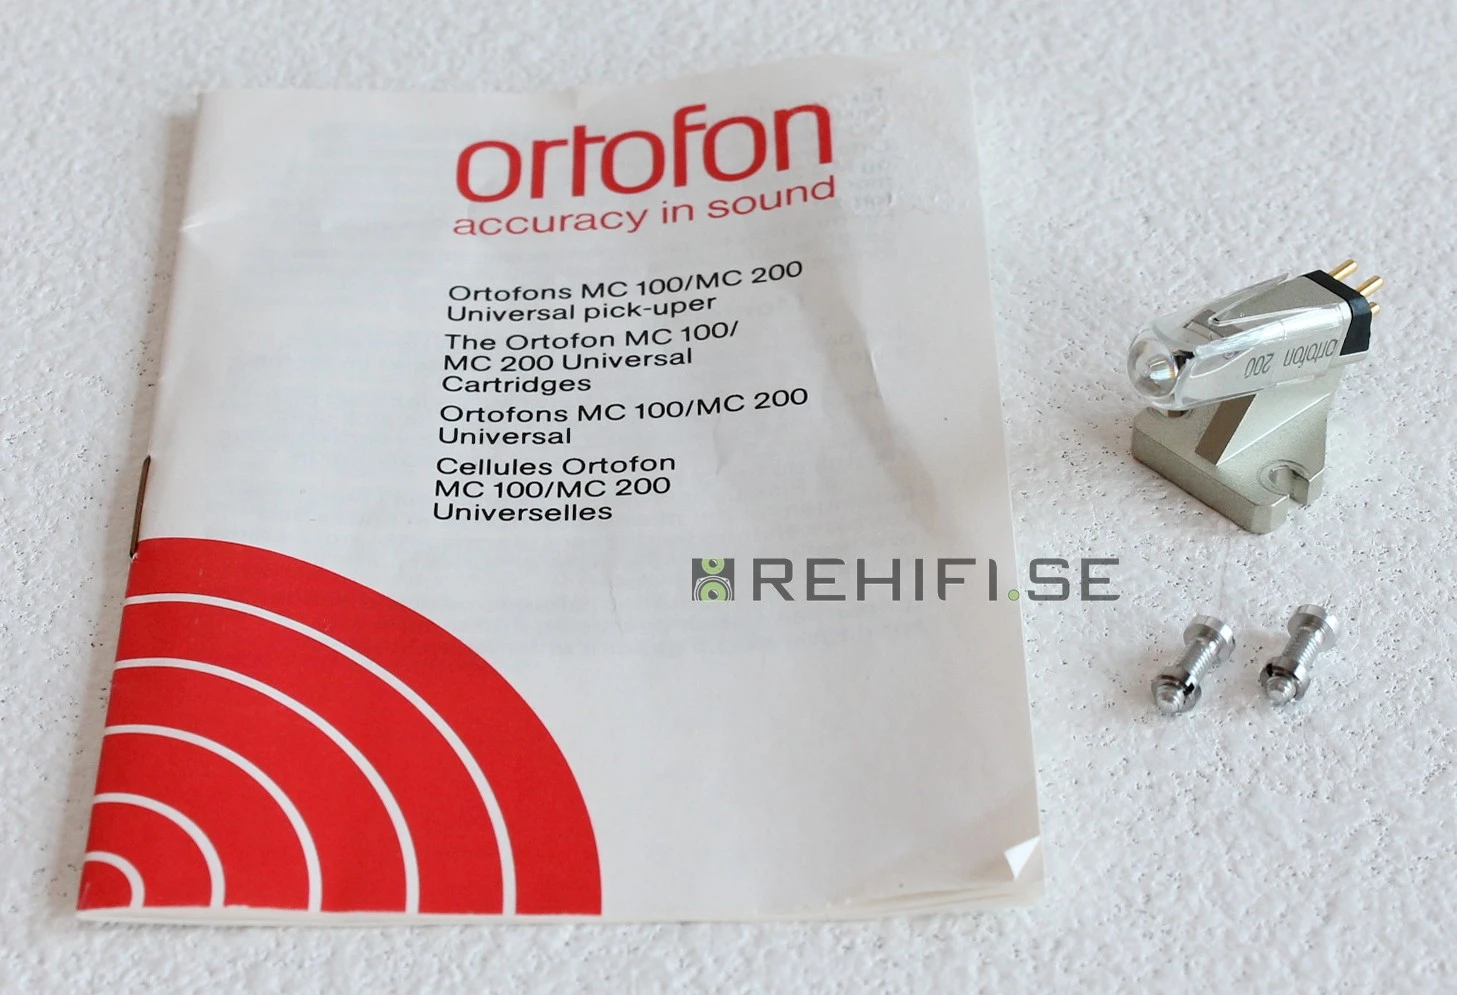 ortofon
accuracy in sound
Ortofons MC 100/MC 200
Universal pick-uper
The Ortofon MC 100/
MC 200 Universal
Cartridges
Ortofons MC 100/MC 200
Universal
Cellules Ortofon
MC 100/MC 200
Universelles
ortofon 200
REHIFI.SE